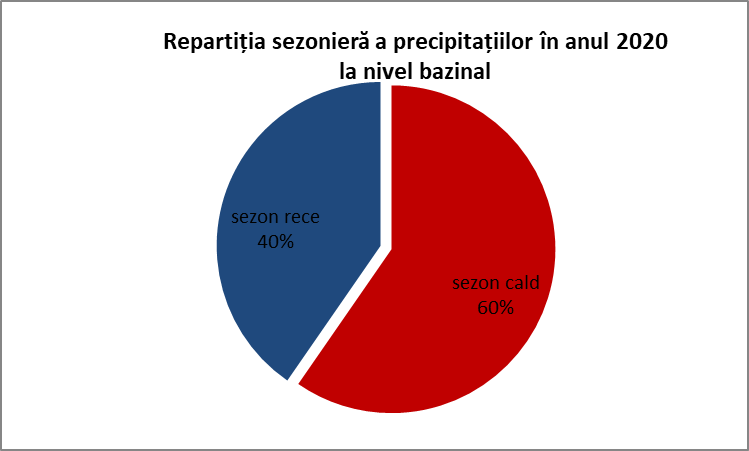 Repartiția sezonieră a precipitațiilor în anul 2020
la nivel bazinal
sezon rece
40%
sezon cald
60%